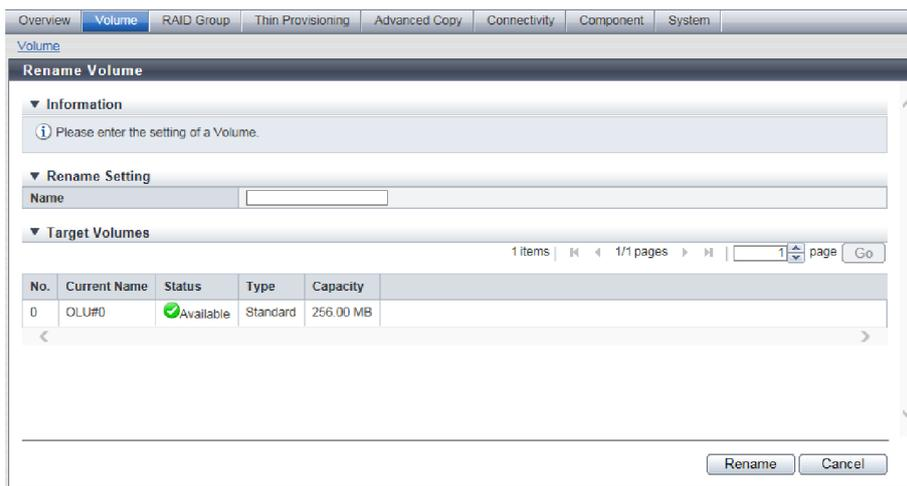 Overview Volume RAID Group Thin Provisioning Advanced Copy Connectivity Component System
Volume
Rename Volume
Information
Please enter the setting of a Volume.
Rename Setting
Name
Target Volumes
1 items 1/1 pages 1 page Go
No. Current Name Status Type Capacity
0 OLU#0 Available Standard 256.00 MB
Rename Cancel